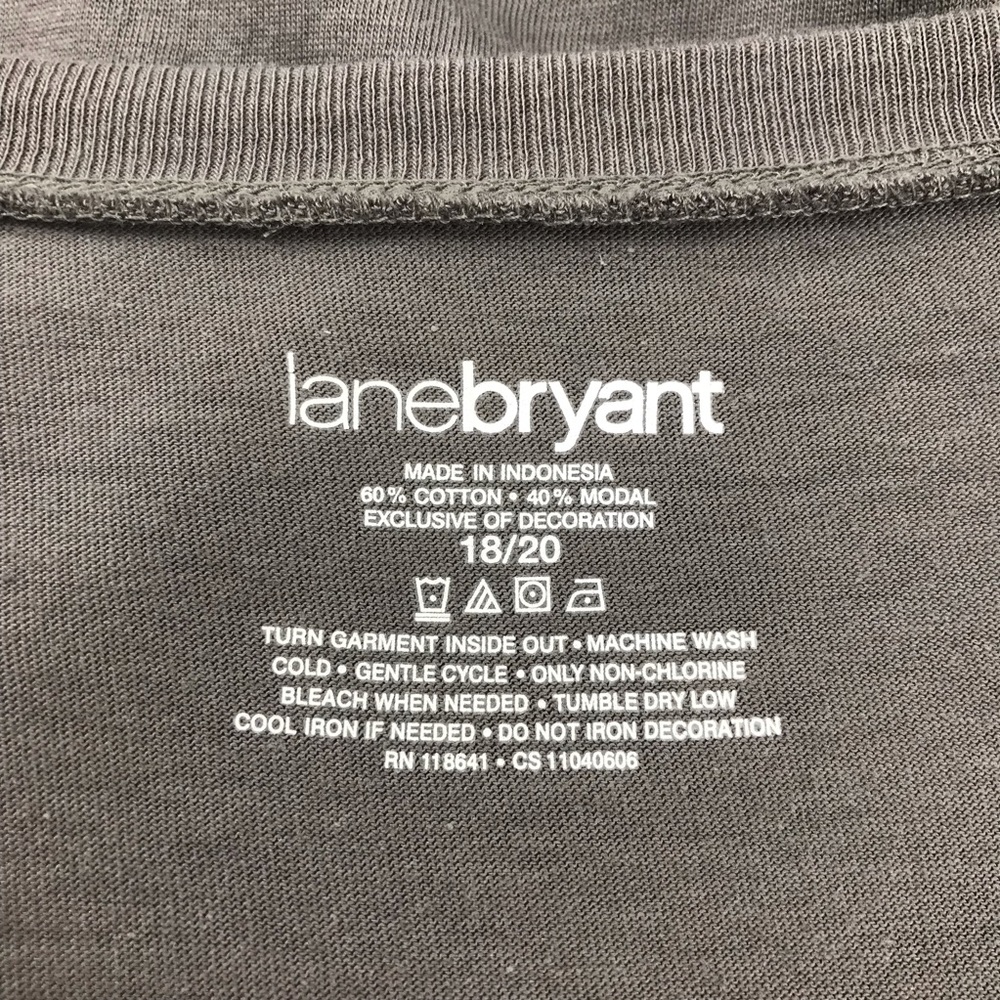 lanebryant
MADE IN INDONESIA
60% COTTON • 40% MODAL
EXCLUSIVE OF DECORATION
18/20
TURN GARMENT INSIDE OUT • MACHINE WASH
COLD • GENTLE CYCLE • ONLY NON-CHLORINE
BLEACH WHEN NEEDED • TUMBLE DRY LOW
COOL IRON IF NEEDED • DO NOT IRON DECORATION
RN 118641 • CS 11040606